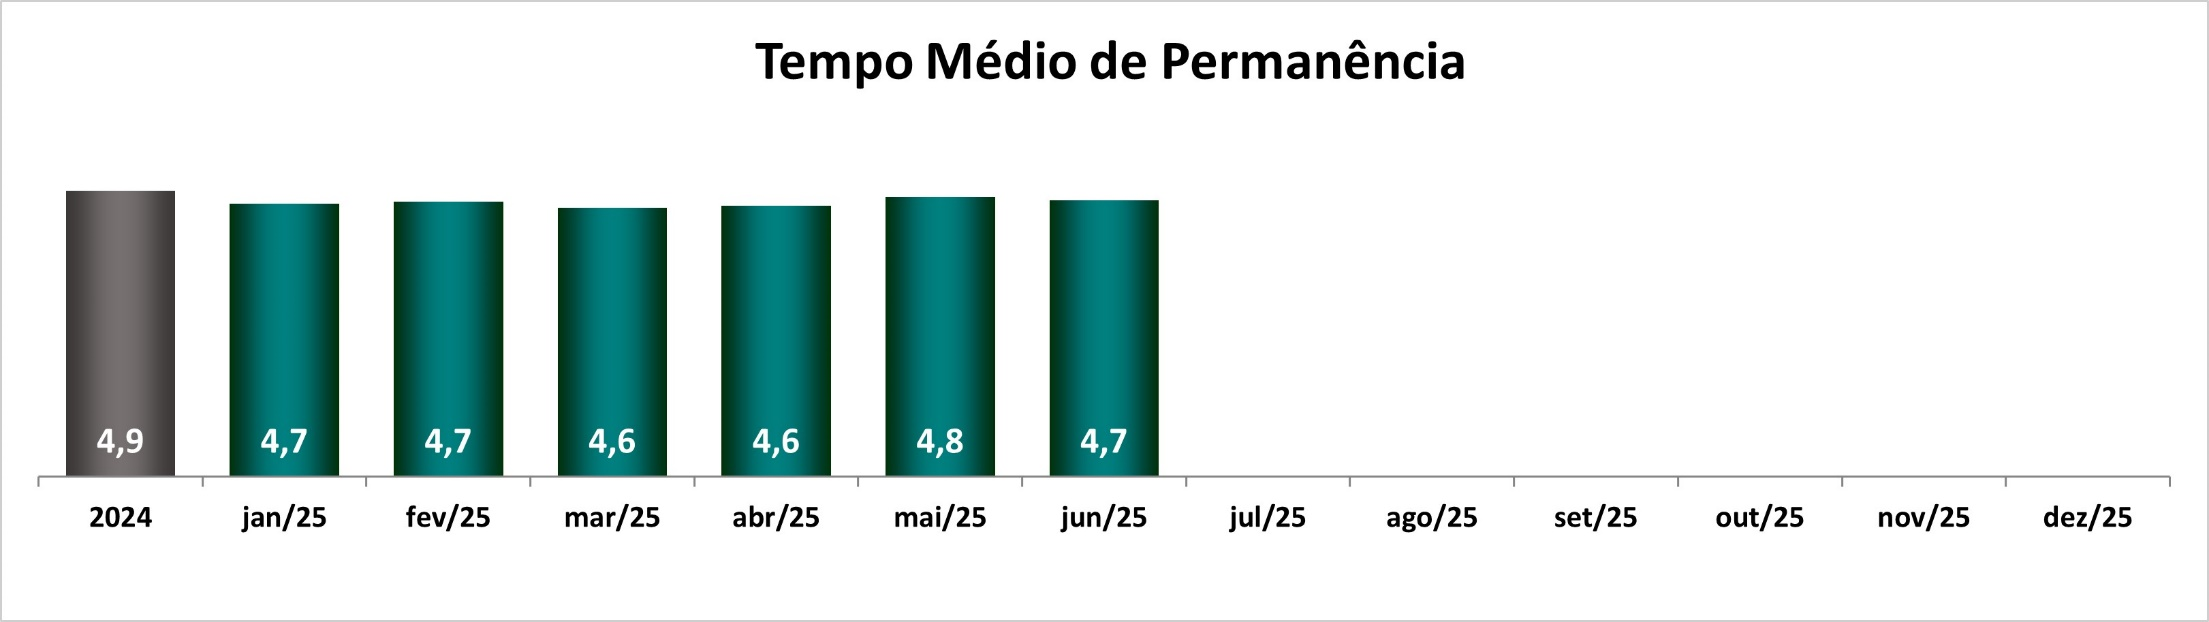 Tempo Médio de Permanência
4,9 4,7 4,7 4,6 4,6 4,8 4,7
2024 jan/25 fev/25 mar/25 abr/25 mai/25 jun/25 jul/25 ago/25 set/25 out/25 nov/25 dez/25